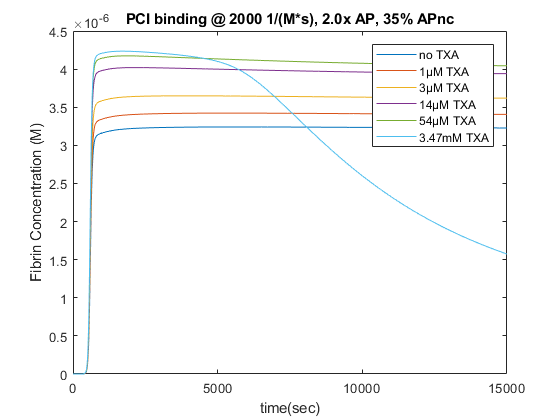 PCI binding @ 2000 1/(M*s), 2.0x AP, 35% APnc
×10⁻⁶
4.5
4
3.5
3
2.5
2
1.5
1
0.5
0
Fibrin Concentration (M)
no TXA
1µM TXA
3µM TXA
14µM TXA
54µM TXA
3.47mM TXA
0
5000
10000
15000
time(sec)